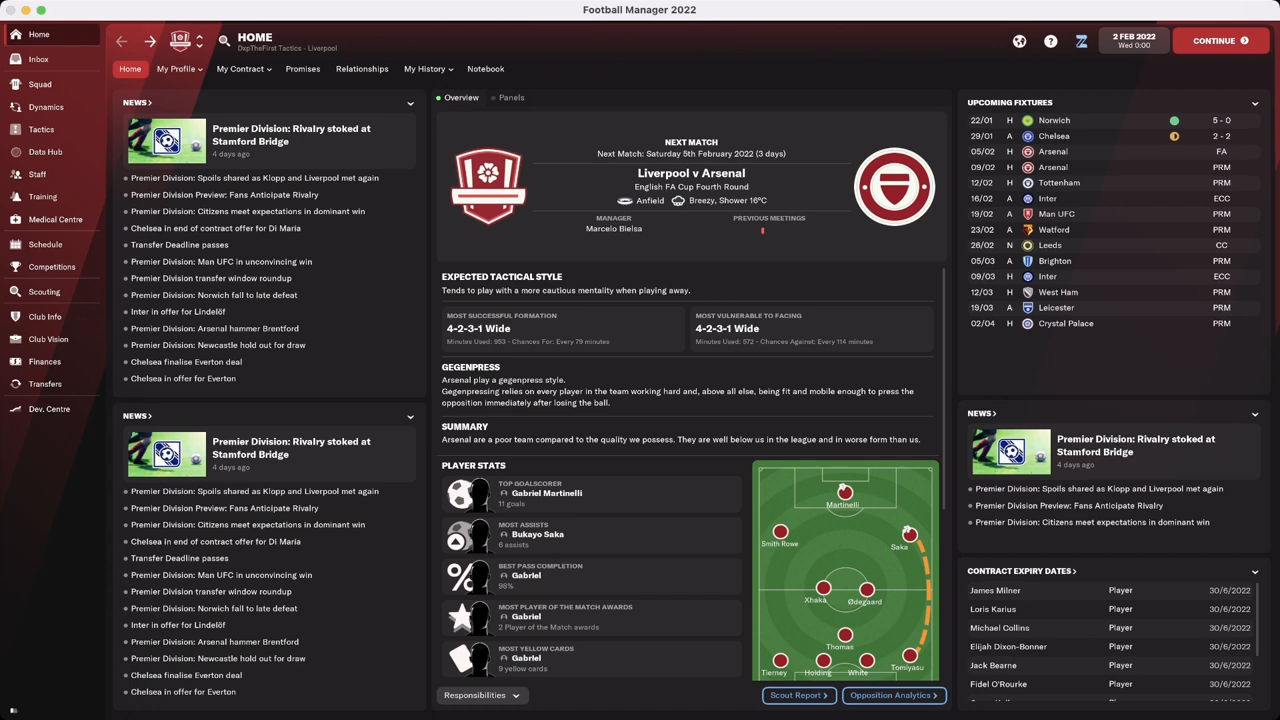 Football Manager 2022
Home
Inbox
Squad
Dynamics
Tactics
Data Hub
Staff
Training
Medical Centre
Schedule
Competitions
Scouting
Club Info
Club Vision
Finances
Transfers
Dev. Centre
HOME
DxpTheFirst Tactics - Liverpool
?
2 FEB 2022
Wed 0:00
CONTINUE
Home
My Profile
My Contract
Promises
Relationships
My History
Notebook
NEWS >
Premier Division: Rivalry stoked at
Stamford Bridge
4 days ago
Premier Division: Spoils shared as Klopp and Liverpool met again
Premier Division Preview: Fans Anticipate Rivalry
Premier Division: Citizens meet expectations in dominant win
Chelsea in end of contract offer for Di Maria
Transfer Deadline passes
Premier Division: Man UFC in unconvincing win
Premier Division transfer window roundup
Premier Division: Norwich fall to late defeat
Inter in offer for Lindelöf
Premier Division: Arsenal hammer Brentford
Premier Division: Newcastle hold out for draw
Chelsea finalise Everton deal
Chelsea in offer for Everton
NEWS >
Premier Division: Rivalry stoked at
Stamford Bridge
4 days ago
Premier Division: Spoils shared as Klopp and Liverpool met again
Premier Division Preview: Fans Anticipate Rivalry
Premier Division: Citizens meet expectations in dominant win
Chelsea in end of contract offer for Di Maria
Transfer Deadline passes
Premier Division: Man UFC in unconvincing win
Premier Division transfer window roundup
Premier Division: Norwich fall to late defeat
Inter in offer for Lindelöf
Premier Division: Arsenal hammer Brentford
Premier Division: Newcastle hold out for draw
Chelsea finalise Everton deal
Chelsea in offer for Everton
Overview
Panels
NEXT MATCH
Next Match: Saturday 5th February 2022 (3 days)
Liverpool v Arsenal
English FA Cup Fourth Round
Anfield Breezy, Shower 16°C
MANAGER
Marcelo Bielsa
PREVIOUS MEETINGS
EXPECTED TACTICAL STYLE
Tends to play with a more cautious mentality when playing away.
MOST SUCCESSFUL FORMATION
4-2-3-1 Wide
Minutes Used: 953 - Chances For: Every 79 minutes
MOST VULNERABLE TO FACING
4-2-3-1 Wide
Minutes Used: 572 - Chances Against: Every 114 minutes
GEGENPRESS
Arsenal play a gegenpress style.
Gegenpressing relies on every player in the team working hard and, above all else, being fit and mobile enough to press the
opposition immediately after losing the ball.
SUMMARY
Arsenal are a poor team compared to the quality we possess. They are well below us in the league and in worse form than us.
PLAYER STATS
TOP GOALSCORER
Gabriel Martinelli
11 goals
MOST ASSISTS
Bukayo Saka
6 assists
BEST PASS COMPLETION
Gabriel
98%
MOST PLAYER OF THE MATCH AWARDS
Gabriel
2 Player of the Match awards
MOST YELLOW CARDS
Gabriel
9 yellow cards
Martinelli
Smith Rowe
Saka
Xhaka
Ødegaard
Thomas
Tierney
Holding
White
Tomiyasu
Responsibilities
Scout Report >
Opposition Analytics >
UPCOMING FIXTURES
22/01 H Norwich 5 - 0
29/01 A Chelsea 2 - 2
05/02 H Arsenal FA
09/02 H Arsenal PRM
12/02 H Tottenham PRM
16/02 A Inter ECC
19/02 A Man UFC PRM
23/02 A Watford PRM
26/02 N Leeds CC
05/03 A Brighton PRM
09/03 H Inter ECC
12/03 H West Ham PRM
19/03 A Leicester PRM
02/04 H Crystal Palace PRM
NEWS >
Premier Division: Rivalry stoked at
Stamford Bridge
4 days ago
Premier Division: Spoils shared as Klopp and Liverpool met again
Premier Division Preview: Fans Anticipate Rivalry
Premier Division: Citizens meet expectations in dominant win
CONTRACT EXPIRY DATES >
James Milner Player 30/6/2022
Loris Karius Player 30/6/2022
Michael Collins Player 30/6/2022
Elijah Dixon-Bonner Player 30/6/2022
Jack Bearne Player 30/6/2022
Fidel O'Rourke Player 30/6/2022